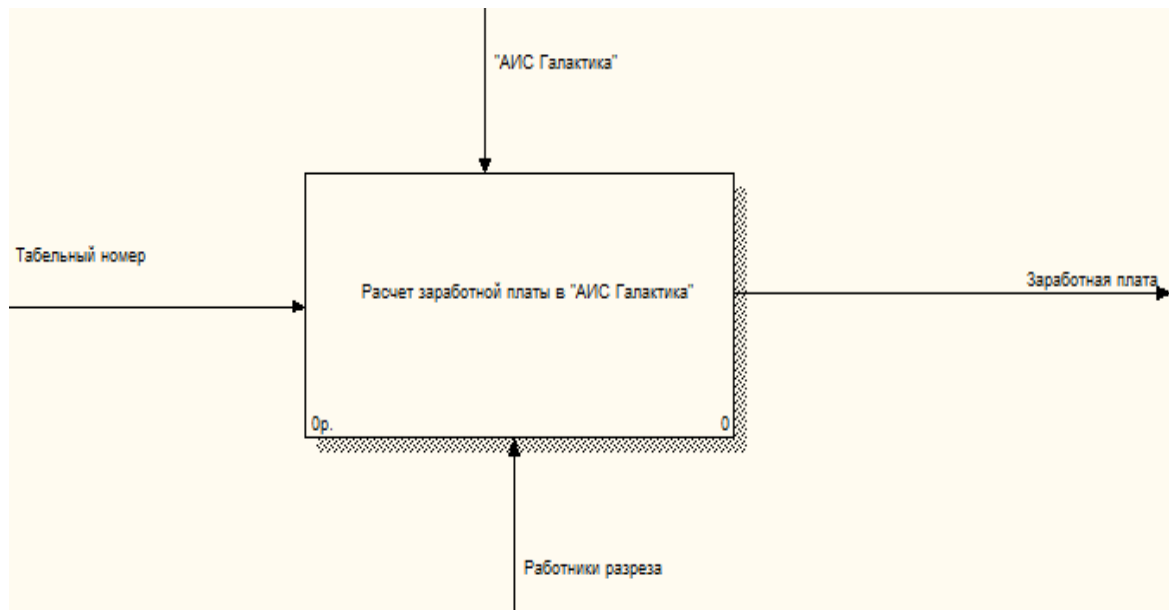 "АИС Галактика"
Табельный номер
Расчет заработной платы в "АИС Галактика"
Заработная плата
0р.
0
Работники разреза